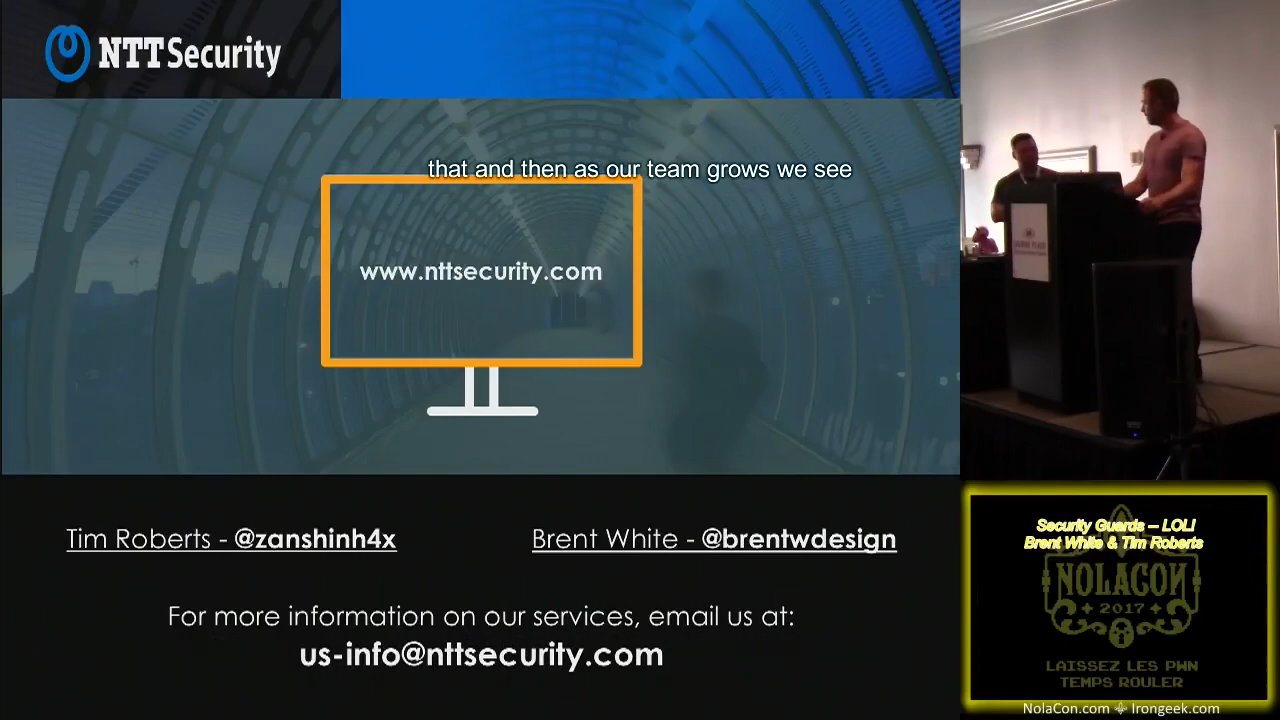 NTT Security
that and then as our team grows we see
www.nttsecurity.com
Tim Roberts - @zanshinh4x
Brent White - @brentwdesign
For more information on our services, email us at:
us-info@nttsecurity.com
Security Guards -- LOL!
Brent White & Tim Roberts
NOLACON
2017
LAISSEZ LES PWN
TEMPS ROULER
NolaCon.com Irongeek.com